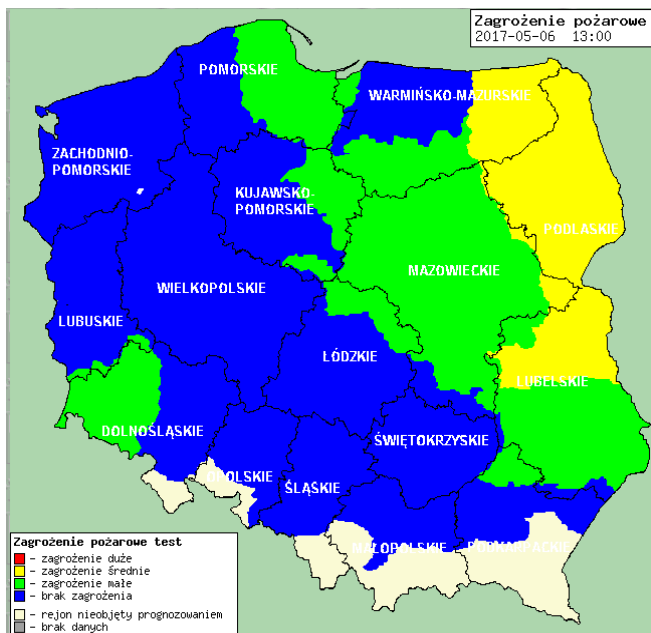 Zagrożenie pożarowe
2017-05-06 13:00
POMORSKIE
WARMIŃSKO-MAZURSKIE
ZACHODNIO-
POMORSKIE
KUJAWSKO-
POMORSKIE
PODLASKIE
MAZOWIECKIE
WIELKOPOLSKIE
LUBUSKIE
ŁÓDZKIE
LUBELSKIE
DOLNOŚLĄSKIE
ŚWIĘTOKRZYSKIE
OPOLSKIE
ŚLĄSKIE
MAŁOPOLSKIE
PODKARPACKIE
Zagrożenie pożarowe test
- zagrożenie duże
- zagrożenie średnie
- zagrożenie małe
- brak zagrożenia
- rejon nieobjęty prognozowaniem
- brak danych